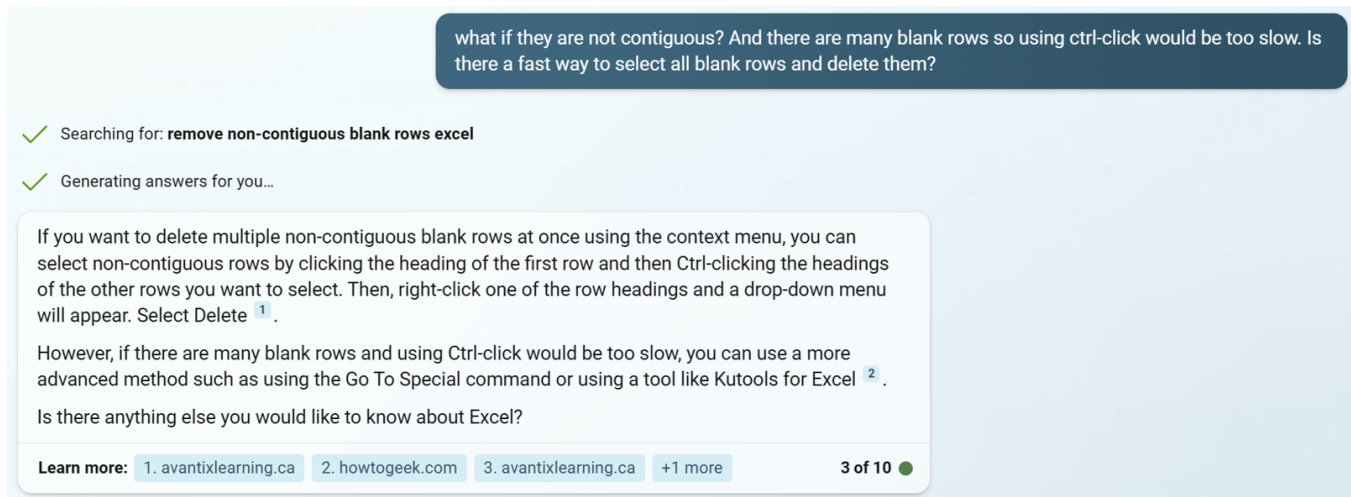 what if they are not contiguous? And there are many blank rows so using ctrl-click would be too slow. Is
there a fast way to select all blank rows and delete them?
Searching for: remove non-contiguous blank rows excel
Generating answers for you...
If you want to delete multiple non-contiguous blank rows at once using the context menu, you can
select non-contiguous rows by clicking the heading of the first row and then Ctrl-clicking the headings
of the other rows you want to select. Then, right-click one of the row headings and a drop-down menu
will appear. Select Delete 1 .
However, if there are many blank rows and using Ctrl-click would be too slow, you can use a more
advanced method such as using the Go To Special command or using a tool like Kutools for Excel 2 .
Is there anything else you would like to know about Excel?
Learn more: 1. avantixlearning.ca 2. howtogeek.com 3. avantixlearning.ca +1 more 3 of 10